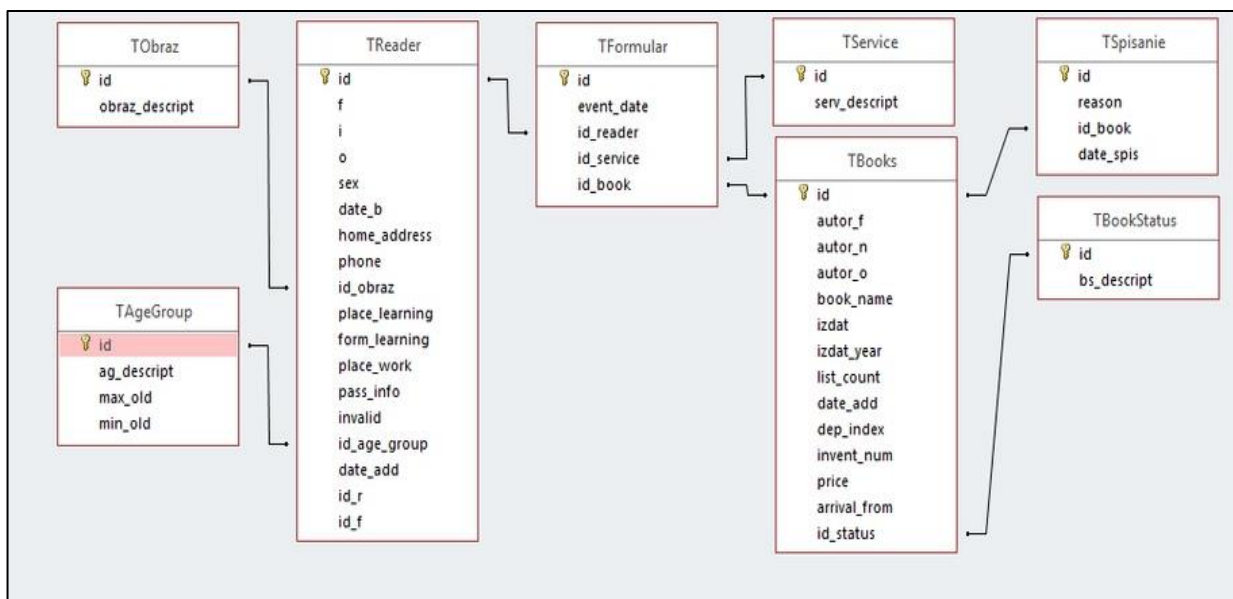 TObraz
id
obraz_descript
TReader
id
f
i
o
sex
date_b
home_address
phone
id_obraz
place_learning
form_learning
place_work
pass_info
invalid
id_age_group
date_add
id_r
id_f
TFormular
id
event_date
id_reader
id_service
id_book
TService
id
serv_descript
TSpisanie
id
reason
id_book
date_spis
TAgeGroup
id
ag_descript
max_old
min_old
TBooks
id
autor_f
autor_n
autor_o
book_name
izdat
izdat_year
list_count
date_add
dep_index
invent_num
price
arrival_from
id_status
TBookStatus
id
bs_descript